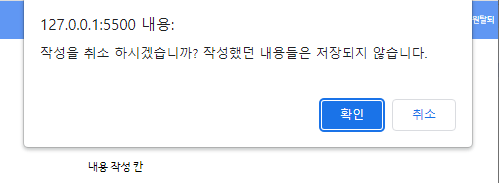 127.0.0.1:5500 내용:
작성을 취소 하시겠습니까? 작성했던 내용들은 저장되지 않습니다.
확인
취소
내용 작성 칸